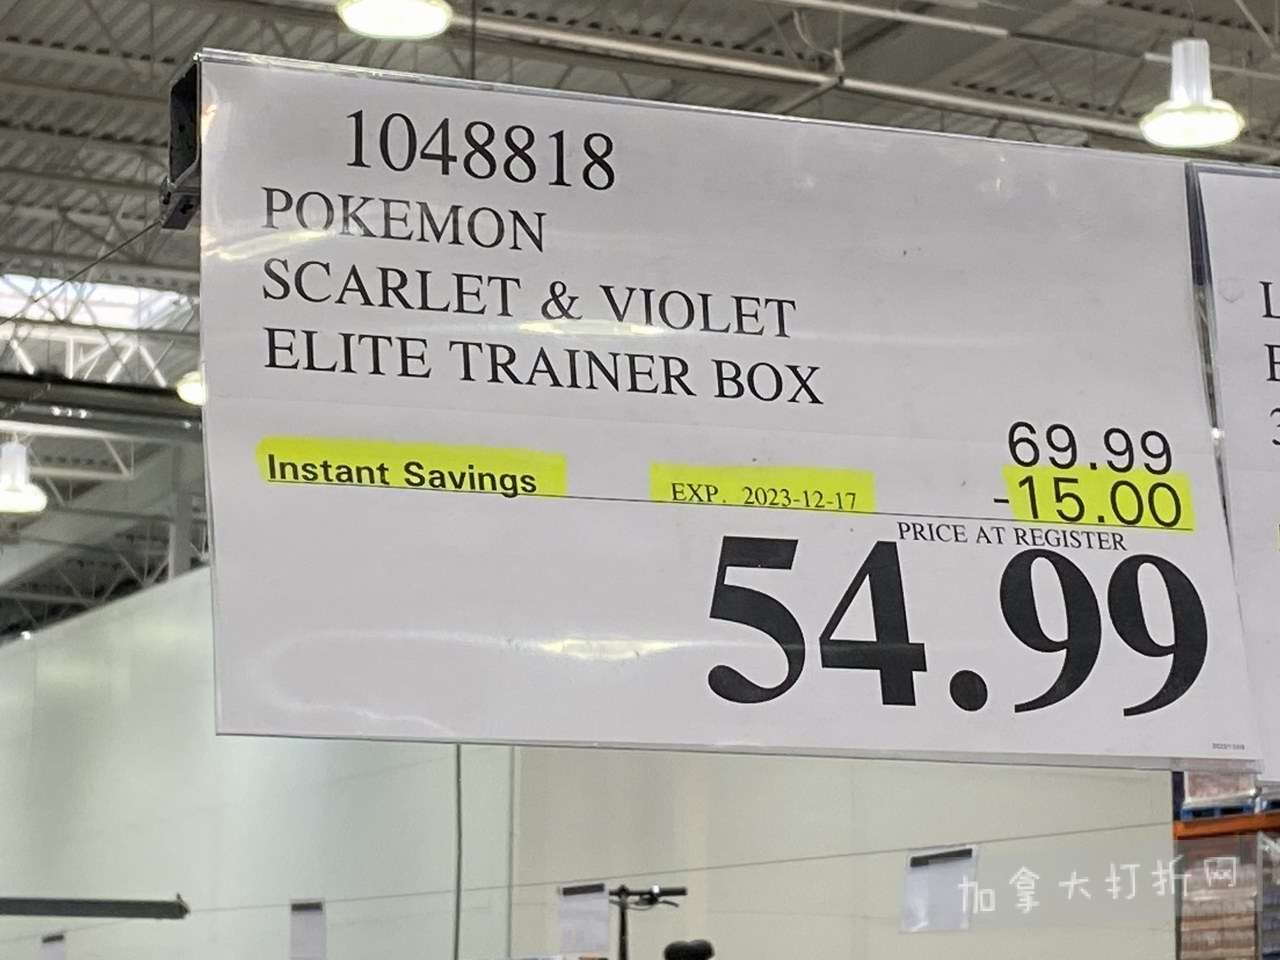 1048818
POKEMON
SCARLET & VIOLET
ELITE TRAINER BOX
69.99
Instant Savings EXP. 2023-12-17 -15.00
PRICE AT REGISTER
54.99
加拿大打折网